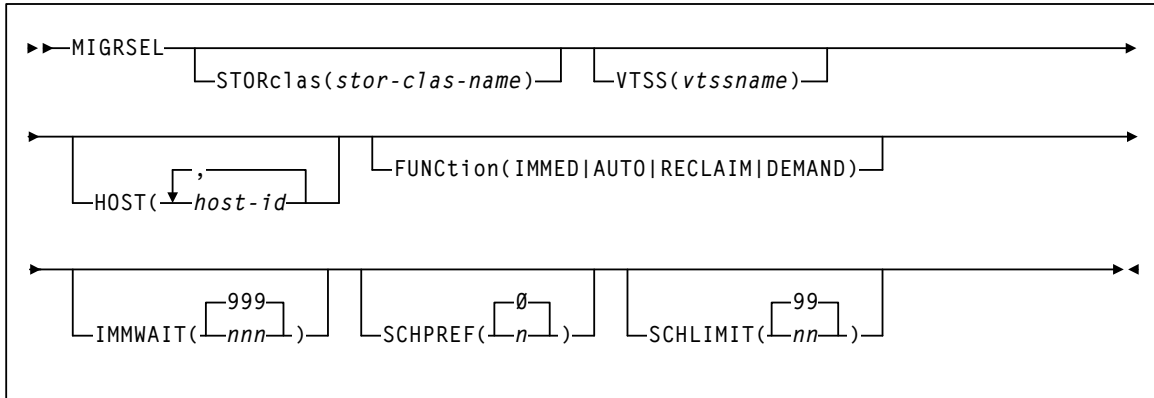 MIGRSEL
STORclas(stor-clas-name)
VTSS(vtssname)
HOST(
,
host-id
FUNCtion(IMMED|AUTO|RECLAIM|DEMAND)
999
IMMWAIT(nnn)
Ø
SCHPREF(n)
99
SCHLIMIT(nn)